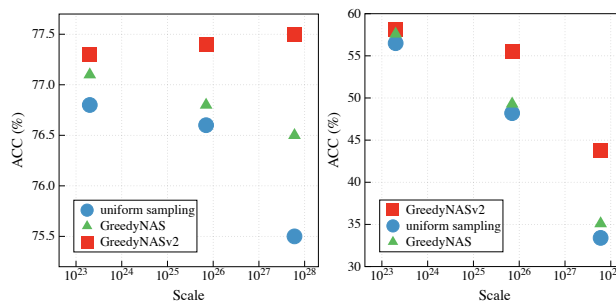 77.5
77.0
76.5
76.0
75.5
ACC (%)
uniform sampling
GreedyNAS
GreedyNASv2
10^23 10^24 10^25 10^26 10^27 10^28
Scale
60
55
50
45
40
35
30
ACC (%)
GreedyNASv2
uniform sampling
GreedyNAS
10^23 10^24 10^25 10^26 10^27
Scale